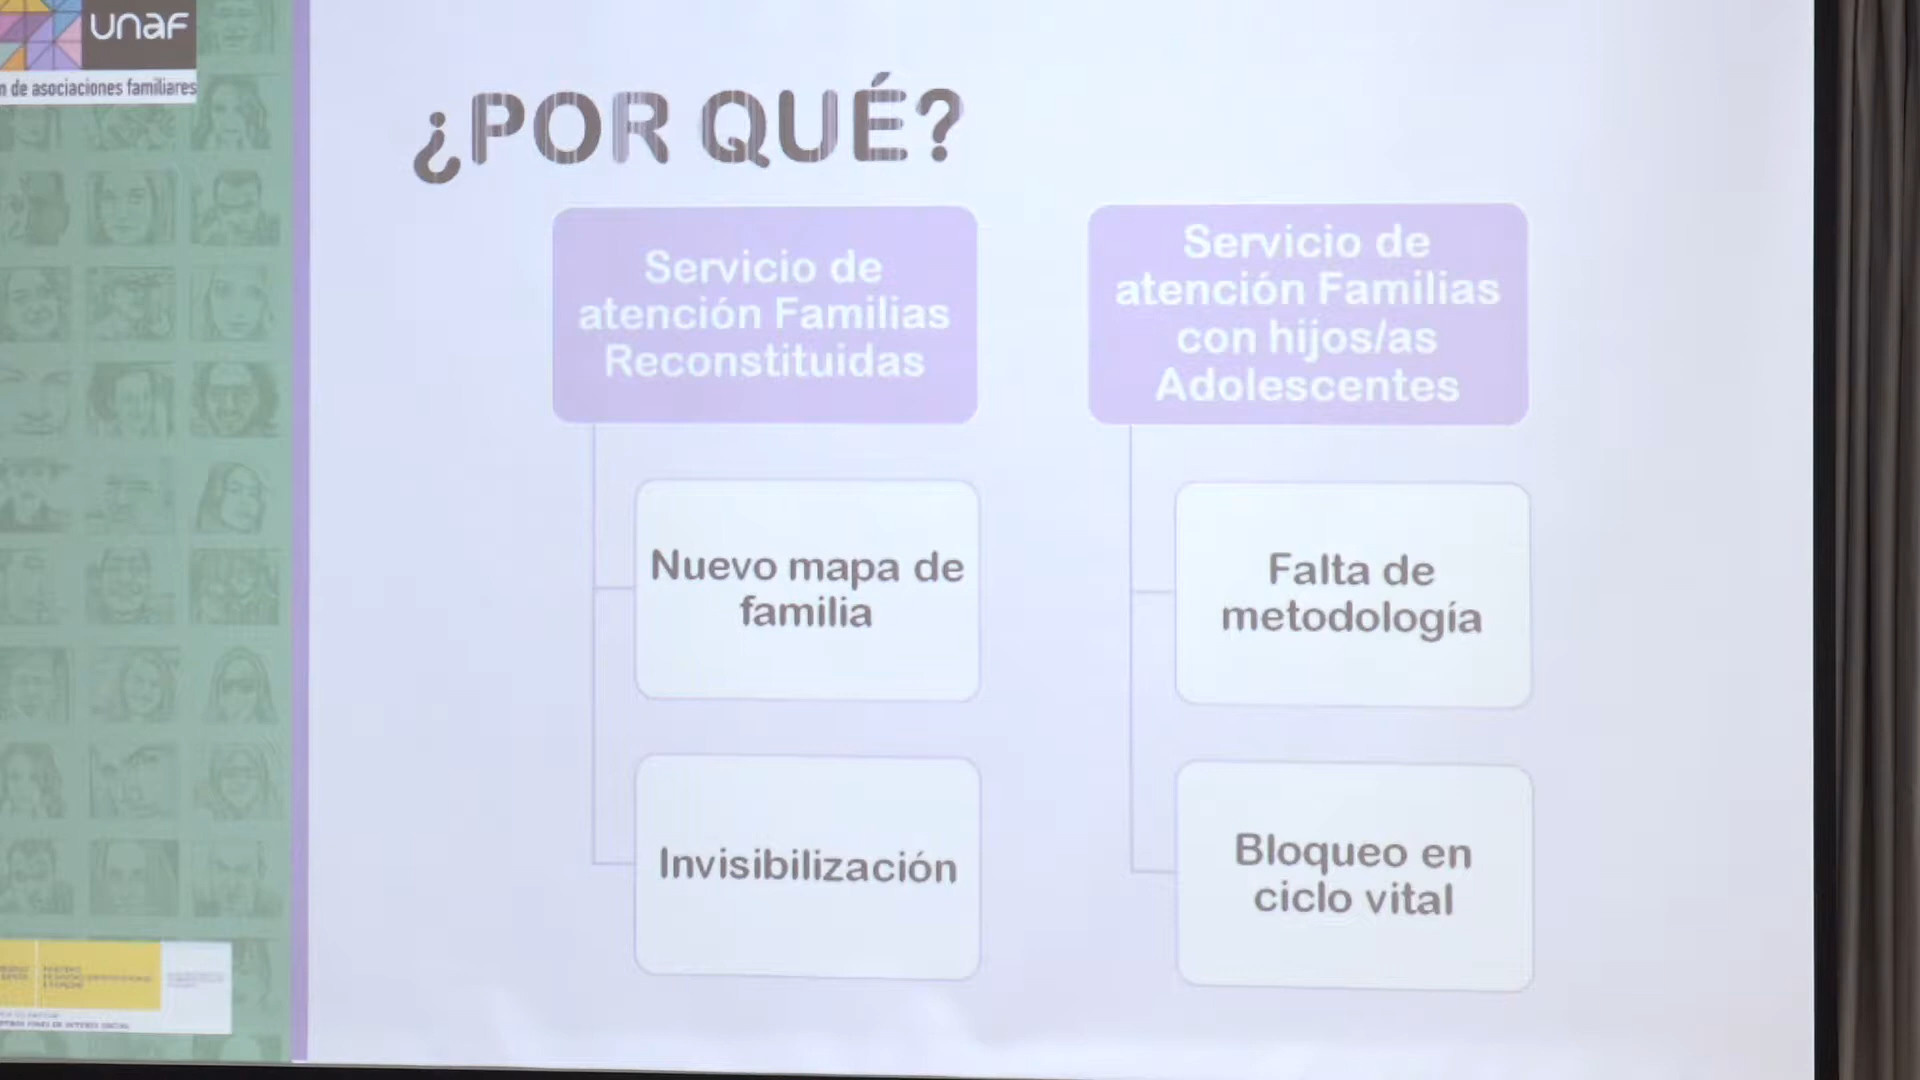 unaf
n de asociaciones familiares
¿POR QUÉ?
Servicio de
atención Familias
Reconstituidas
Nuevo mapa de
familia
Invisibilización
Servicio de
atención Familias
con hijos/as
Adolescentes
Falta de
metodología
Bloqueo en
ciclo vital